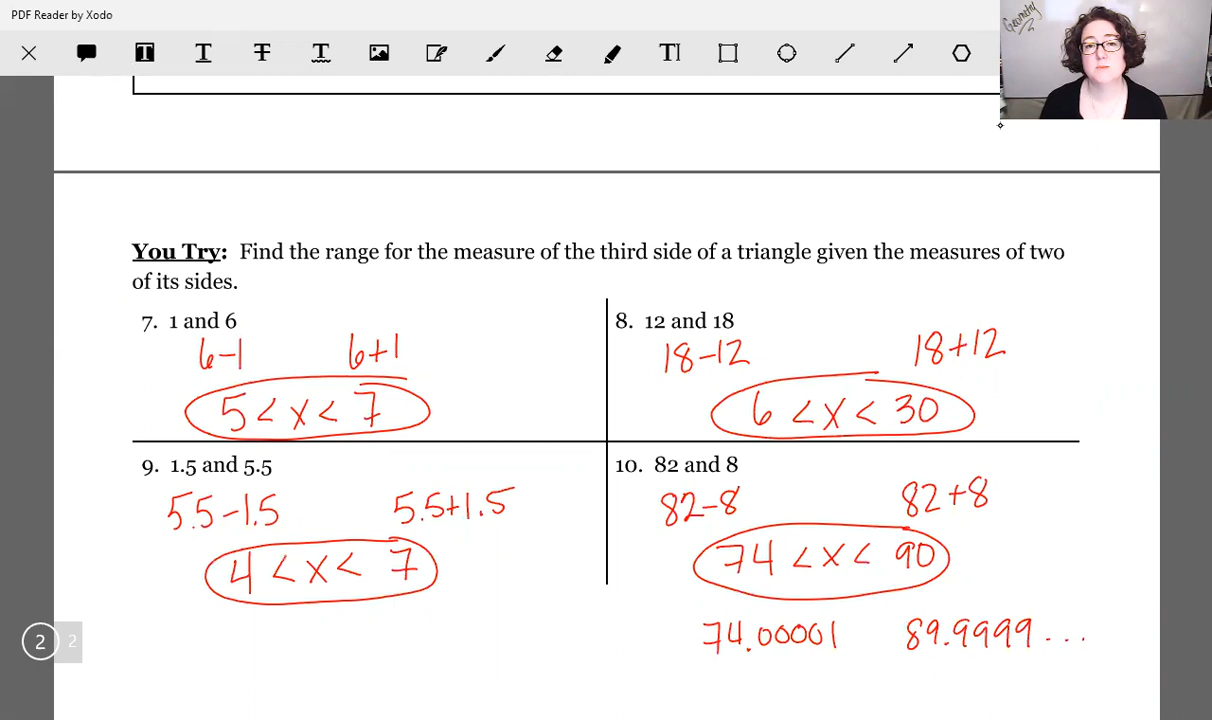 PDF Reader by Xodo
Geometry
You Try: Find the range for the measure of the third side of a triangle given the measures of two
of its sides.
7. 1 and 6
6-1 6+1
5 < x < 7
8. 12 and 18
18-12 18+12
6 < x < 30
9. 1.5 and 5.5
5.5-1.5 5.5+1.5
4 < x < 7
10. 82 and 8
82-8 82+8
74 < x < 90
74.00001 89.9999...
2 2